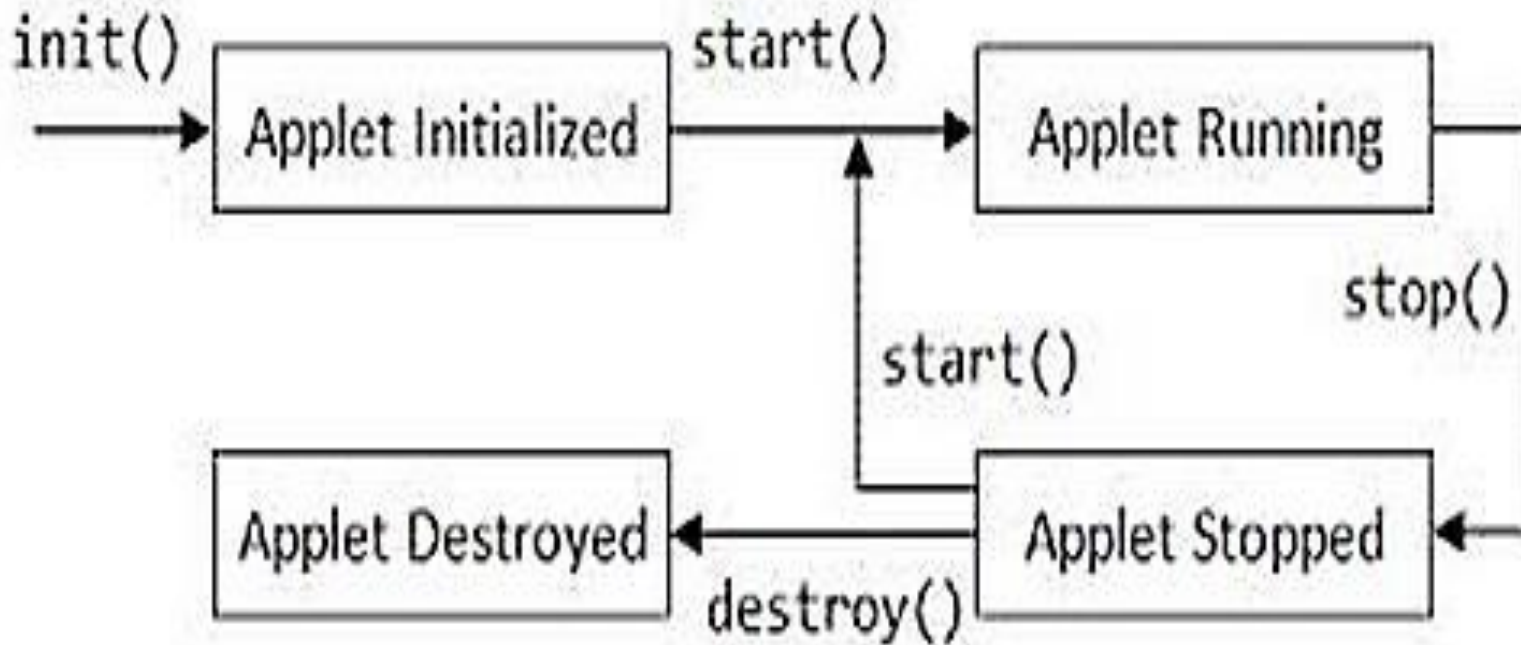 init()
start()
Applet Initialized
Applet Running
stop()
start()
Applet Destroyed
Applet Stopped
destroy()